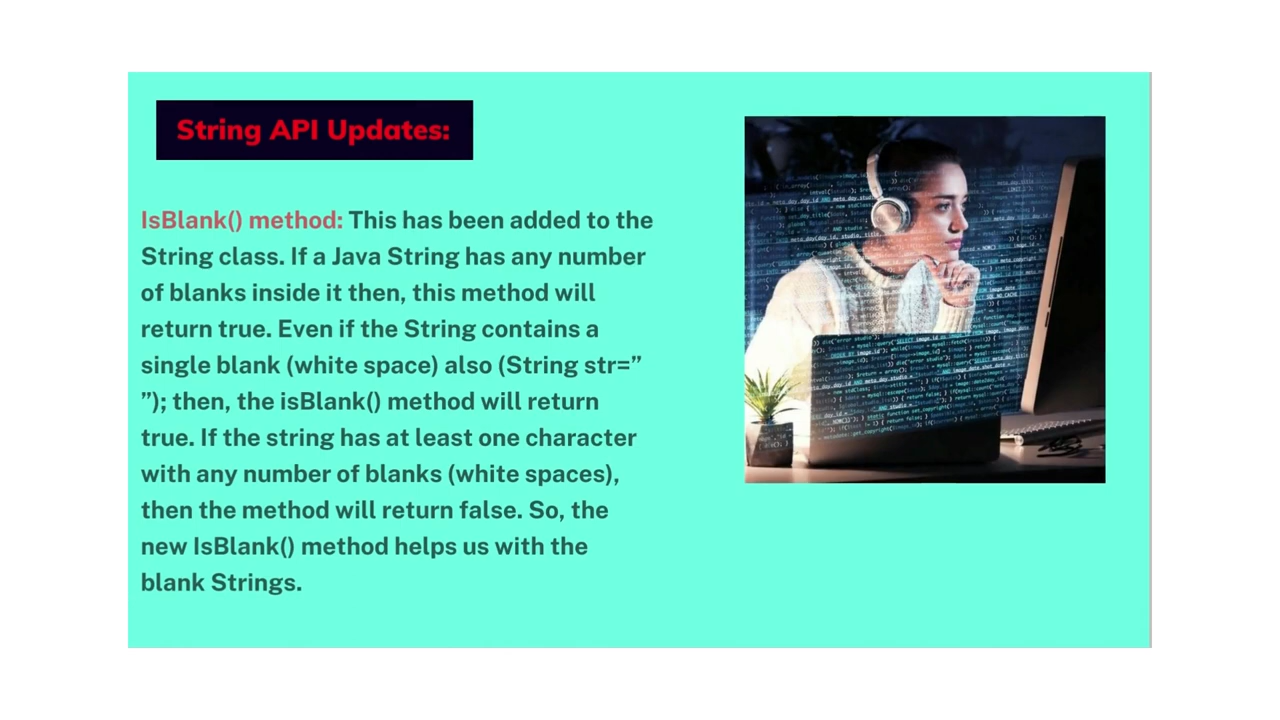 String API Updates:
IsBlank() method: This has been added to the
String class. If a Java String has any number
of blanks inside it then, this method will
return true. Even if the String contains a
single blank (white space) also (String str=”
”); then, the isBlank() method will return
true. If the string has at least one character
with any number of blanks (white spaces),
then the method will return false. So, the
new IsBlank() method helps us with the
blank Strings.